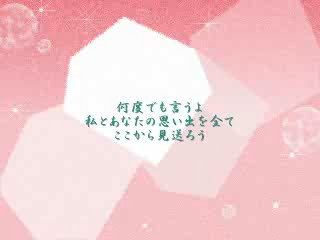 何度でも言うよ
私とあなたの思い出を全て
ここから見送ろう